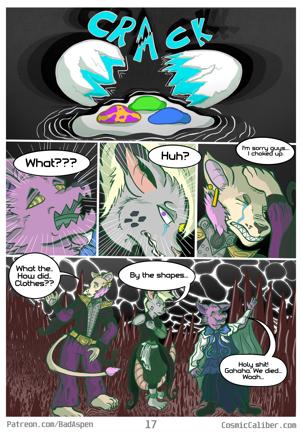 CRACK
What???
Huh?
I'm sorry guys...
I choked up.
What the..
How did..
Clothes??
By the shapes...
Holy shit!
Gahaha. We died...
Woah...
Patreon.com/BadAspen
17
CosmicCaliber.com